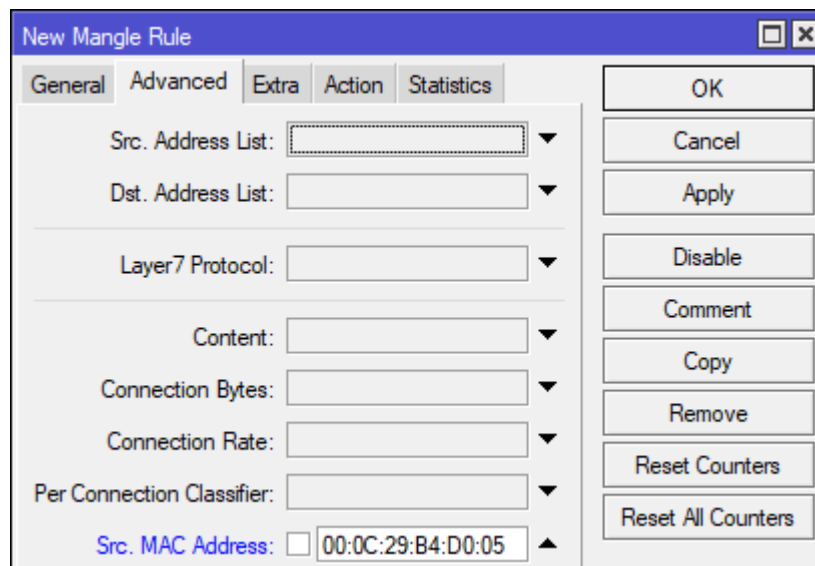 New Mangle Rule
General Advanced Extra Action Statistics
Src. Address List:
Dst. Address List:
Layer7 Protocol:
Content:
Connection Bytes:
Connection Rate:
Per Connection Classifier:
Src. MAC Address: 00:0C:29:B4:D0:05
OK
Cancel
Apply
Disable
Comment
Copy
Remove
Reset Counters
Reset All Counters